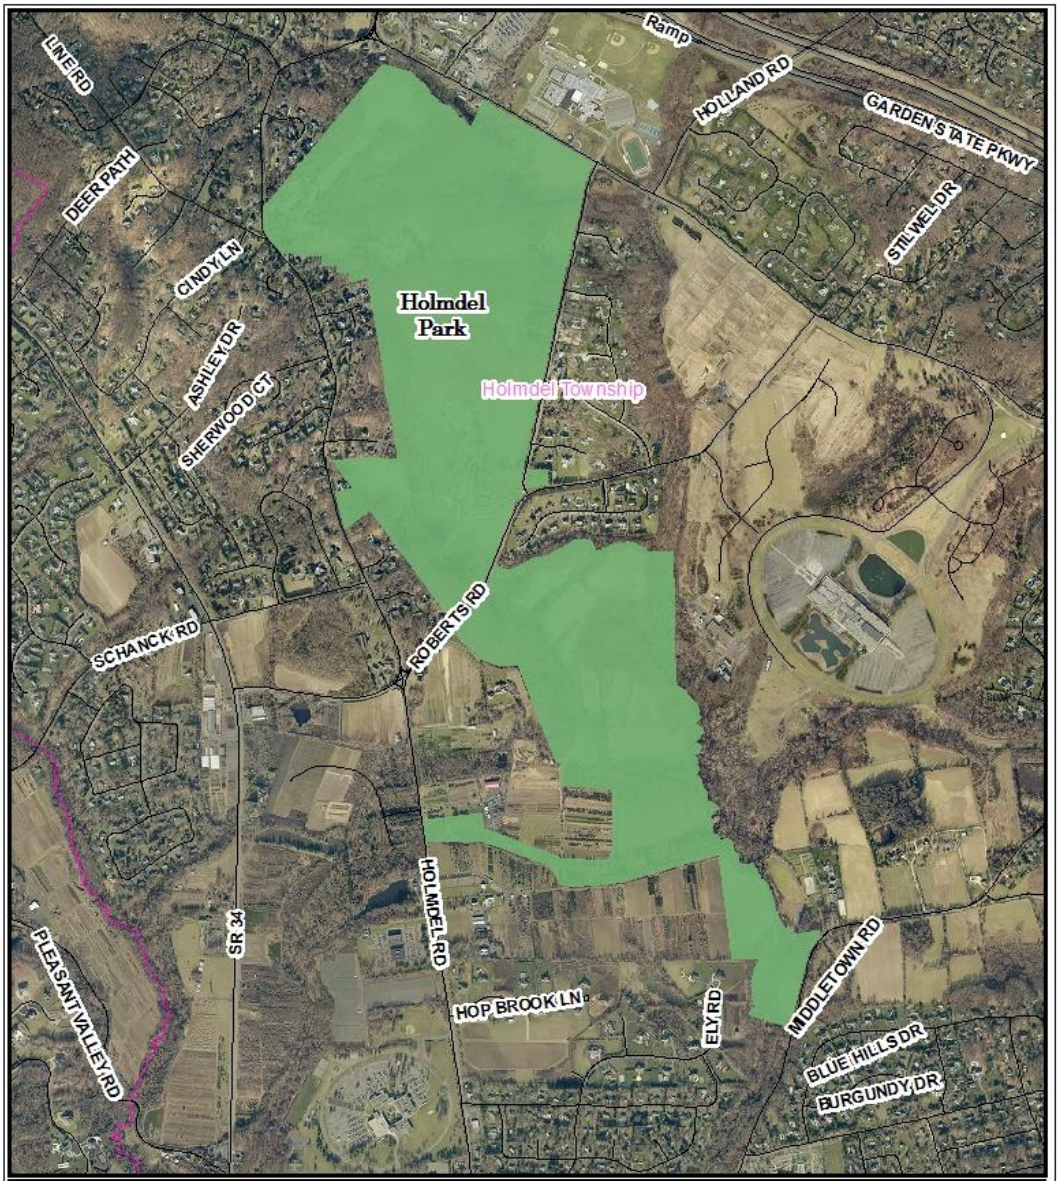 Ramp
LINE RD
HOLLAND RD
GARDEN STATE PKWY
DEER PATH
STILWEL DR
CINDY LN
Holmdel
Park
ASHLEY DR
Holmdel Township
SHERWOOD CT
ROBERTS RD
SCHANCK RD
HOLMDEL RD
SR 34
MIDDLETOWN RD
PLEASANT VALLEY RD
HOP BROOK LN
ELY RD
BLUE HILLS DR
BURGUNDY DR